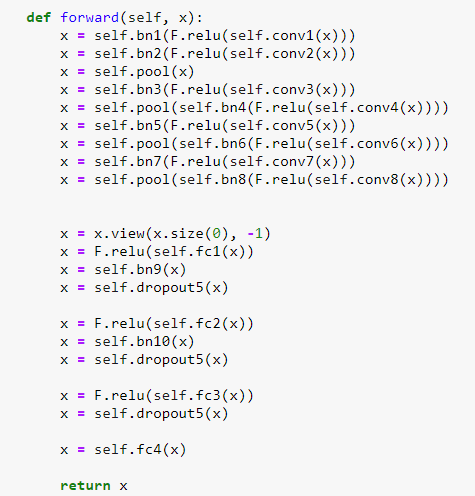 def forward(self, x):
x = self.bn1(F.relu(self.conv1(x)))
x = self.bn2(F.relu(self.conv2(x)))
x = self.pool(x)
x = self.bn3(F.relu(self.conv3(x)))
x = self.pool(self.bn4(F.relu(self.conv4(x))))
x = self.bn5(F.relu(self.conv5(x)))
x = self.pool(self.bn6(F.relu(self.conv6(x))))
x = self.bn7(F.relu(self.conv7(x)))
x = self.pool(self.bn8(F.relu(self.conv8(x))))
x = x.view(x.size(0), -1)
x = F.relu(self.fc1(x))
x = self.bn9(x)
x = self.dropout5(x)
x = F.relu(self.fc2(x))
x = self.bn10(x)
x = self.dropout5(x)
x = F.relu(self.fc3(x))
x = self.dropout5(x)
x = self.fc4(x)
return x